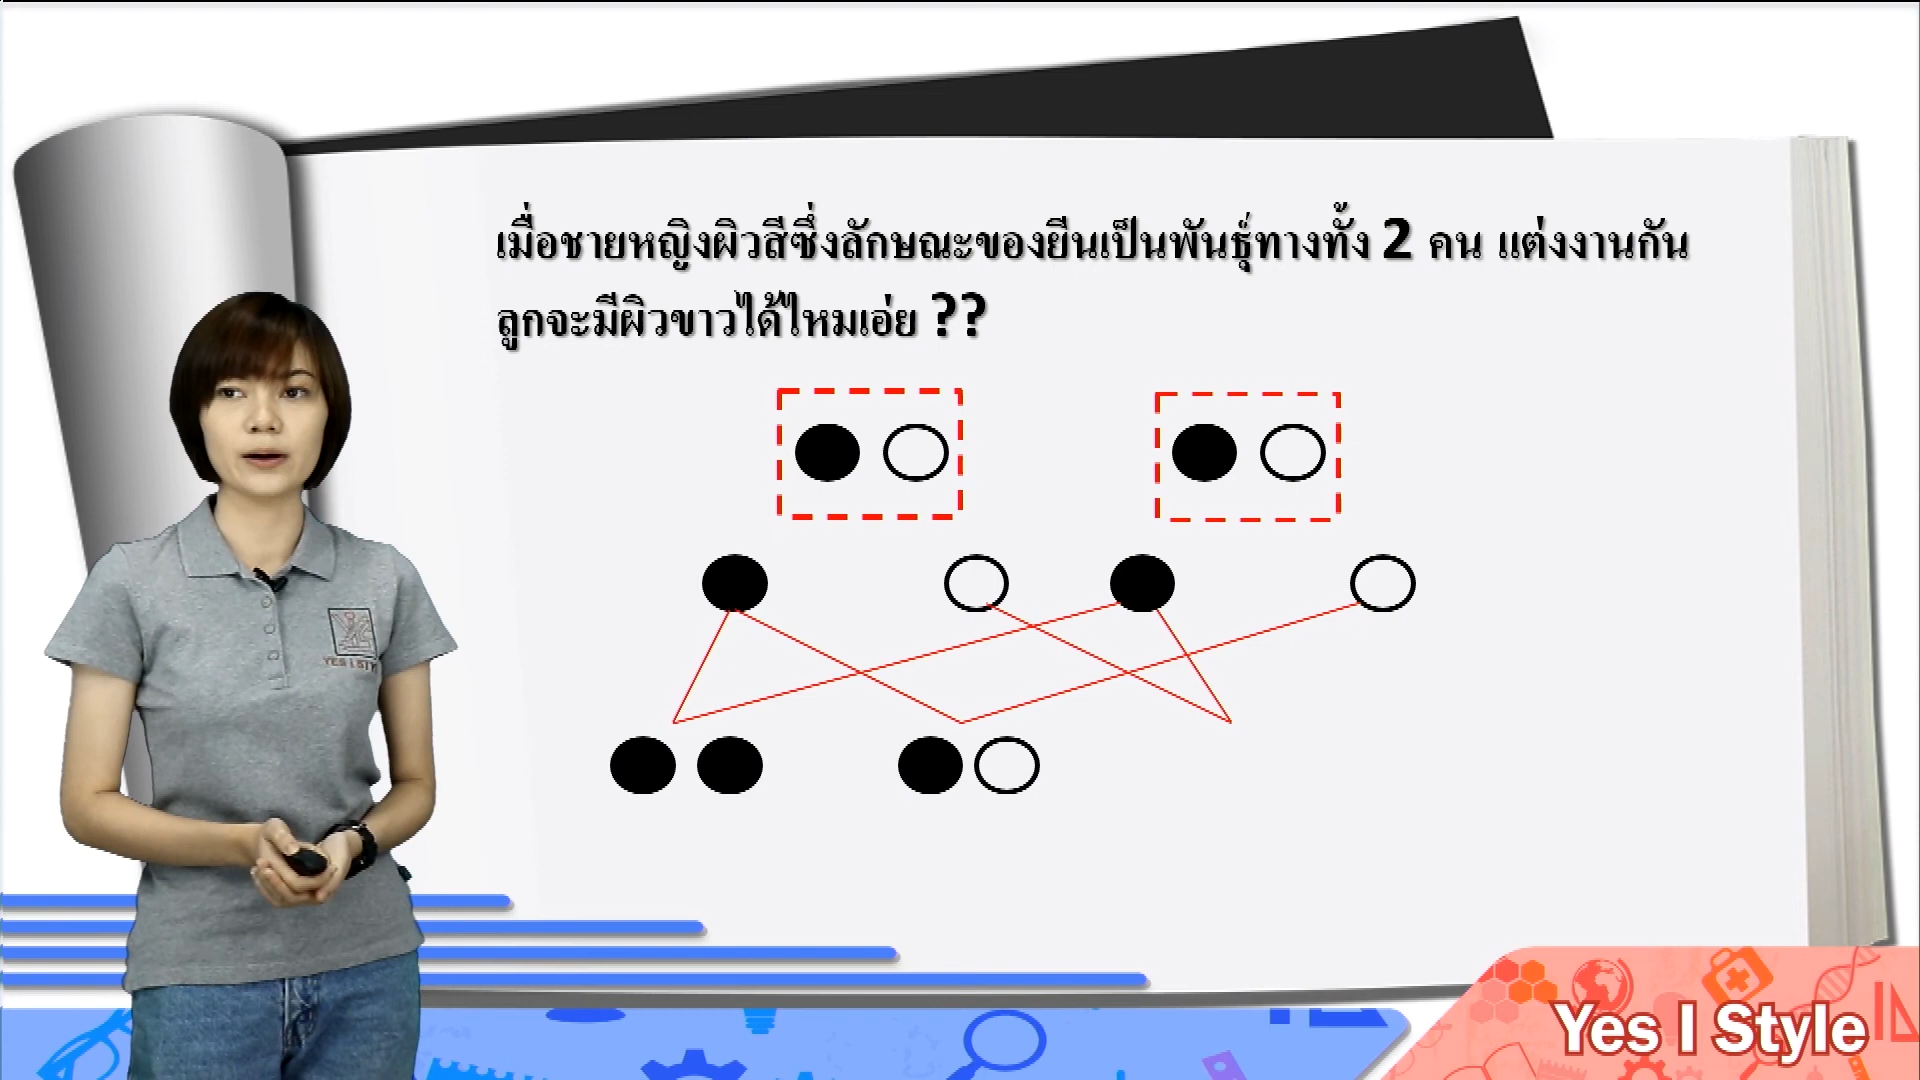 เมื่อชายหญิงผิวสีซึ่งลักษณะของยีนเป็นพันธุ์ทางทั้ง 2 คน แต่งงานกัน
ลูกจะมีผิวขาวได้ไหมเอ่ย ??
YES I STYLE
Yes I Style